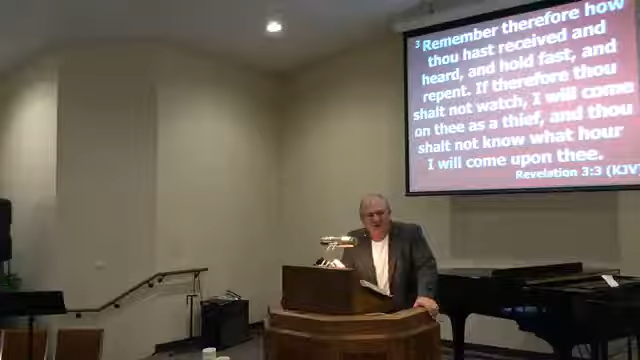 3 Remember therefore how
thou hast received and
heard, and hold fast, and
repent. If therefore thou
shalt not watch, I will come
on thee as a thief, and thou
shalt not know what hour
I will come upon thee.
Revelation 3:3 (KJV)